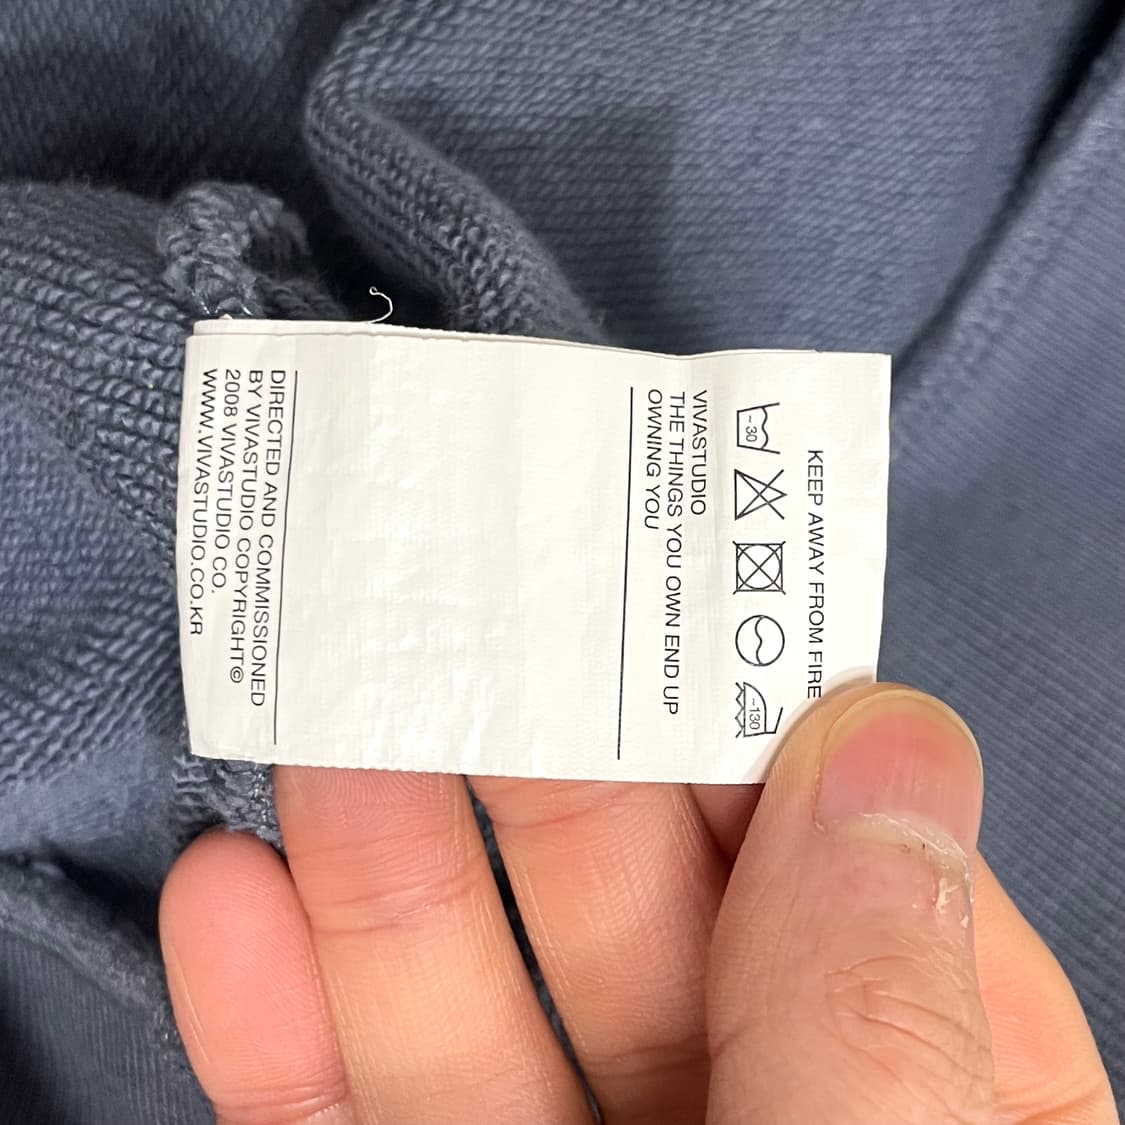 KEEP AWAY FROM FIRE
~30
~130
VIVASTUDIO
THE THINGS YOU OWN END UP
OWNING YOU
DIRECTED AND COMMISSIONED
BY VIVASTUDIO COPYRIGHT©
2008 VIVASTUDIO CO.
WWW.VIVASTUDIO.CO.KR